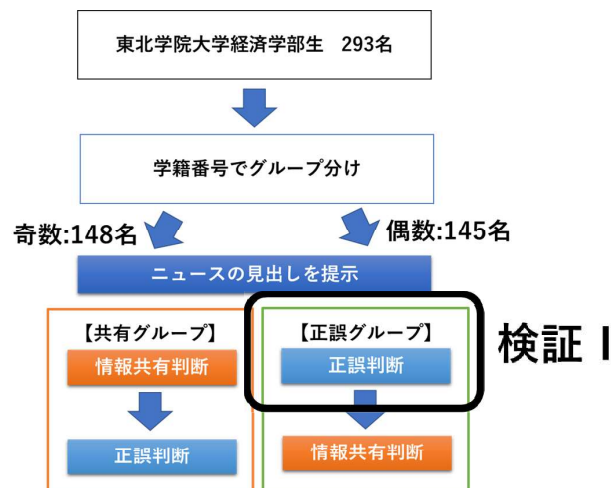 東北学院大学経済学部生　293名
学籍番号でグループ分け
奇数:148名
偶数:145名
ニュースの見出しを提示
【共有グループ】
情報共有判断
正誤判断
【正誤グループ】
正誤判断
情報共有判断
検証Ⅰ